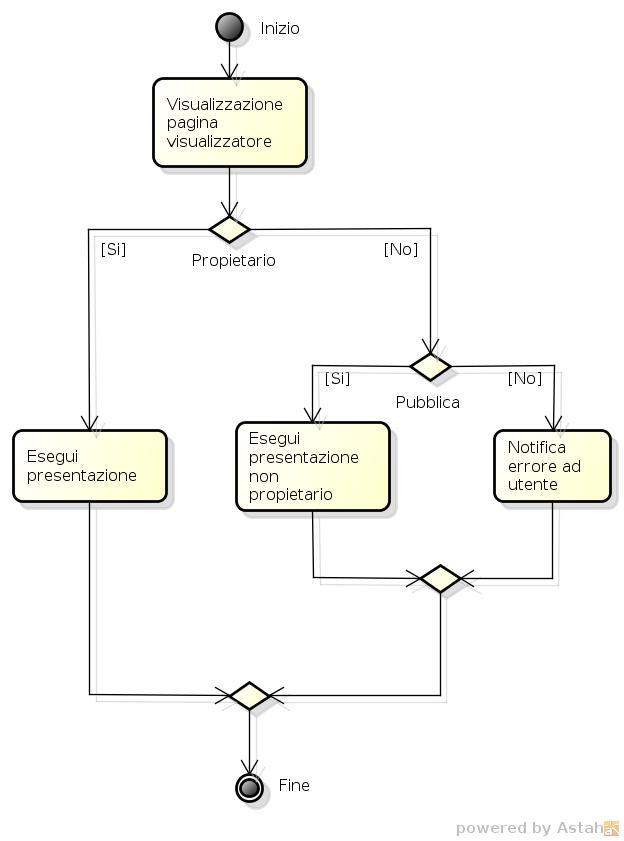 Inizio
Visualizzazione
pagina
visualizzatore
[Si]
[No]
Propietario
[Si]
[No]
Pubblica
Esegui
presentazione
Esegui
presentazione
non
propietario
Notifica
errore ad
utente
Fine
powered by Astah